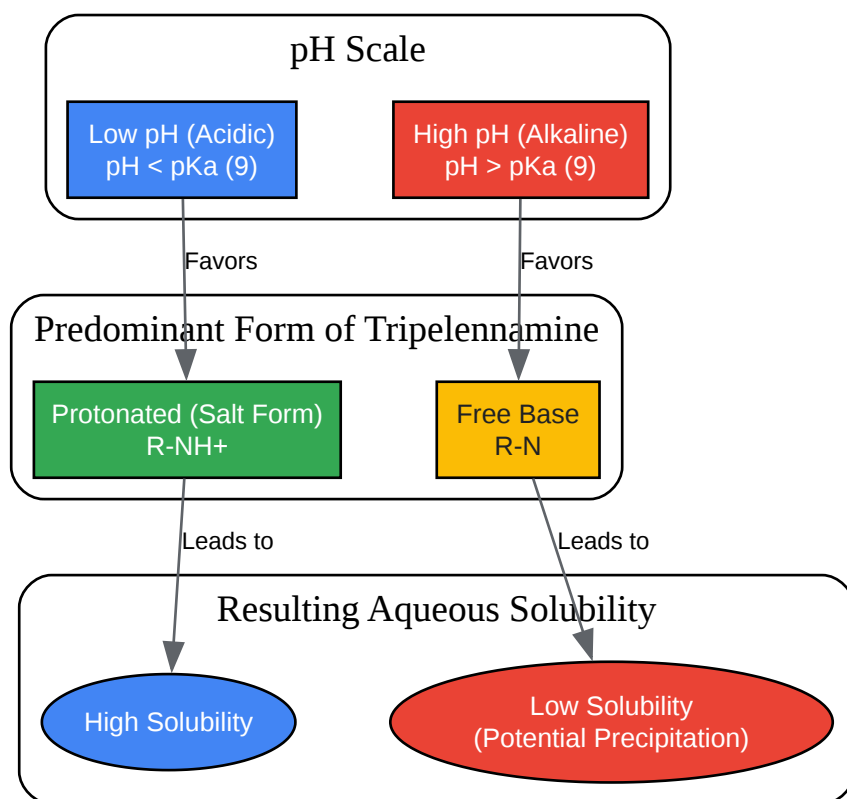 pH Scale
Low pH (Acidic)
pH < pKa (9)
High pH (Alkaline)
pH > pKa (9)
Favors
Favors
Predominant Form of Tripelennamine
Protonated (Salt Form)
R-NH+
Free Base
R-N
Leads to
Leads to
Resulting Aqueous Solubility
High Solubility
Low Solubility
(Potential Precipitation)